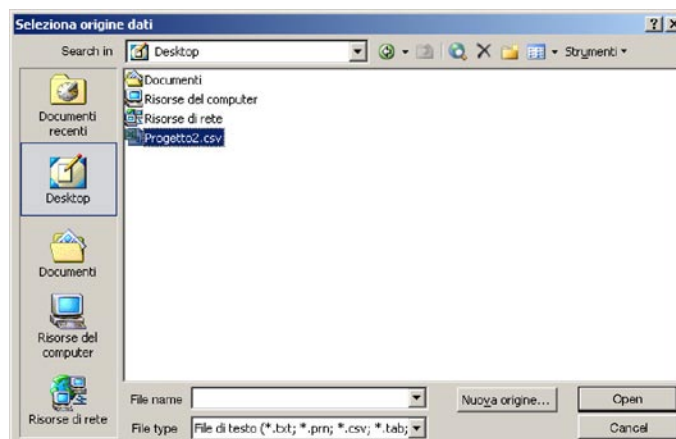 Seleziona origine dati
Search in Desktop Strumenti
Documenti recenti
Desktop
Documenti
Risorse del computer
Risorse di rete
Documenti
Risorse del computer
Risorse di rete
Progetto2.csv
File name Nuova origine... Open
File type File di testo (*.txt; *.prn; *.csv; *.tab; Cancel